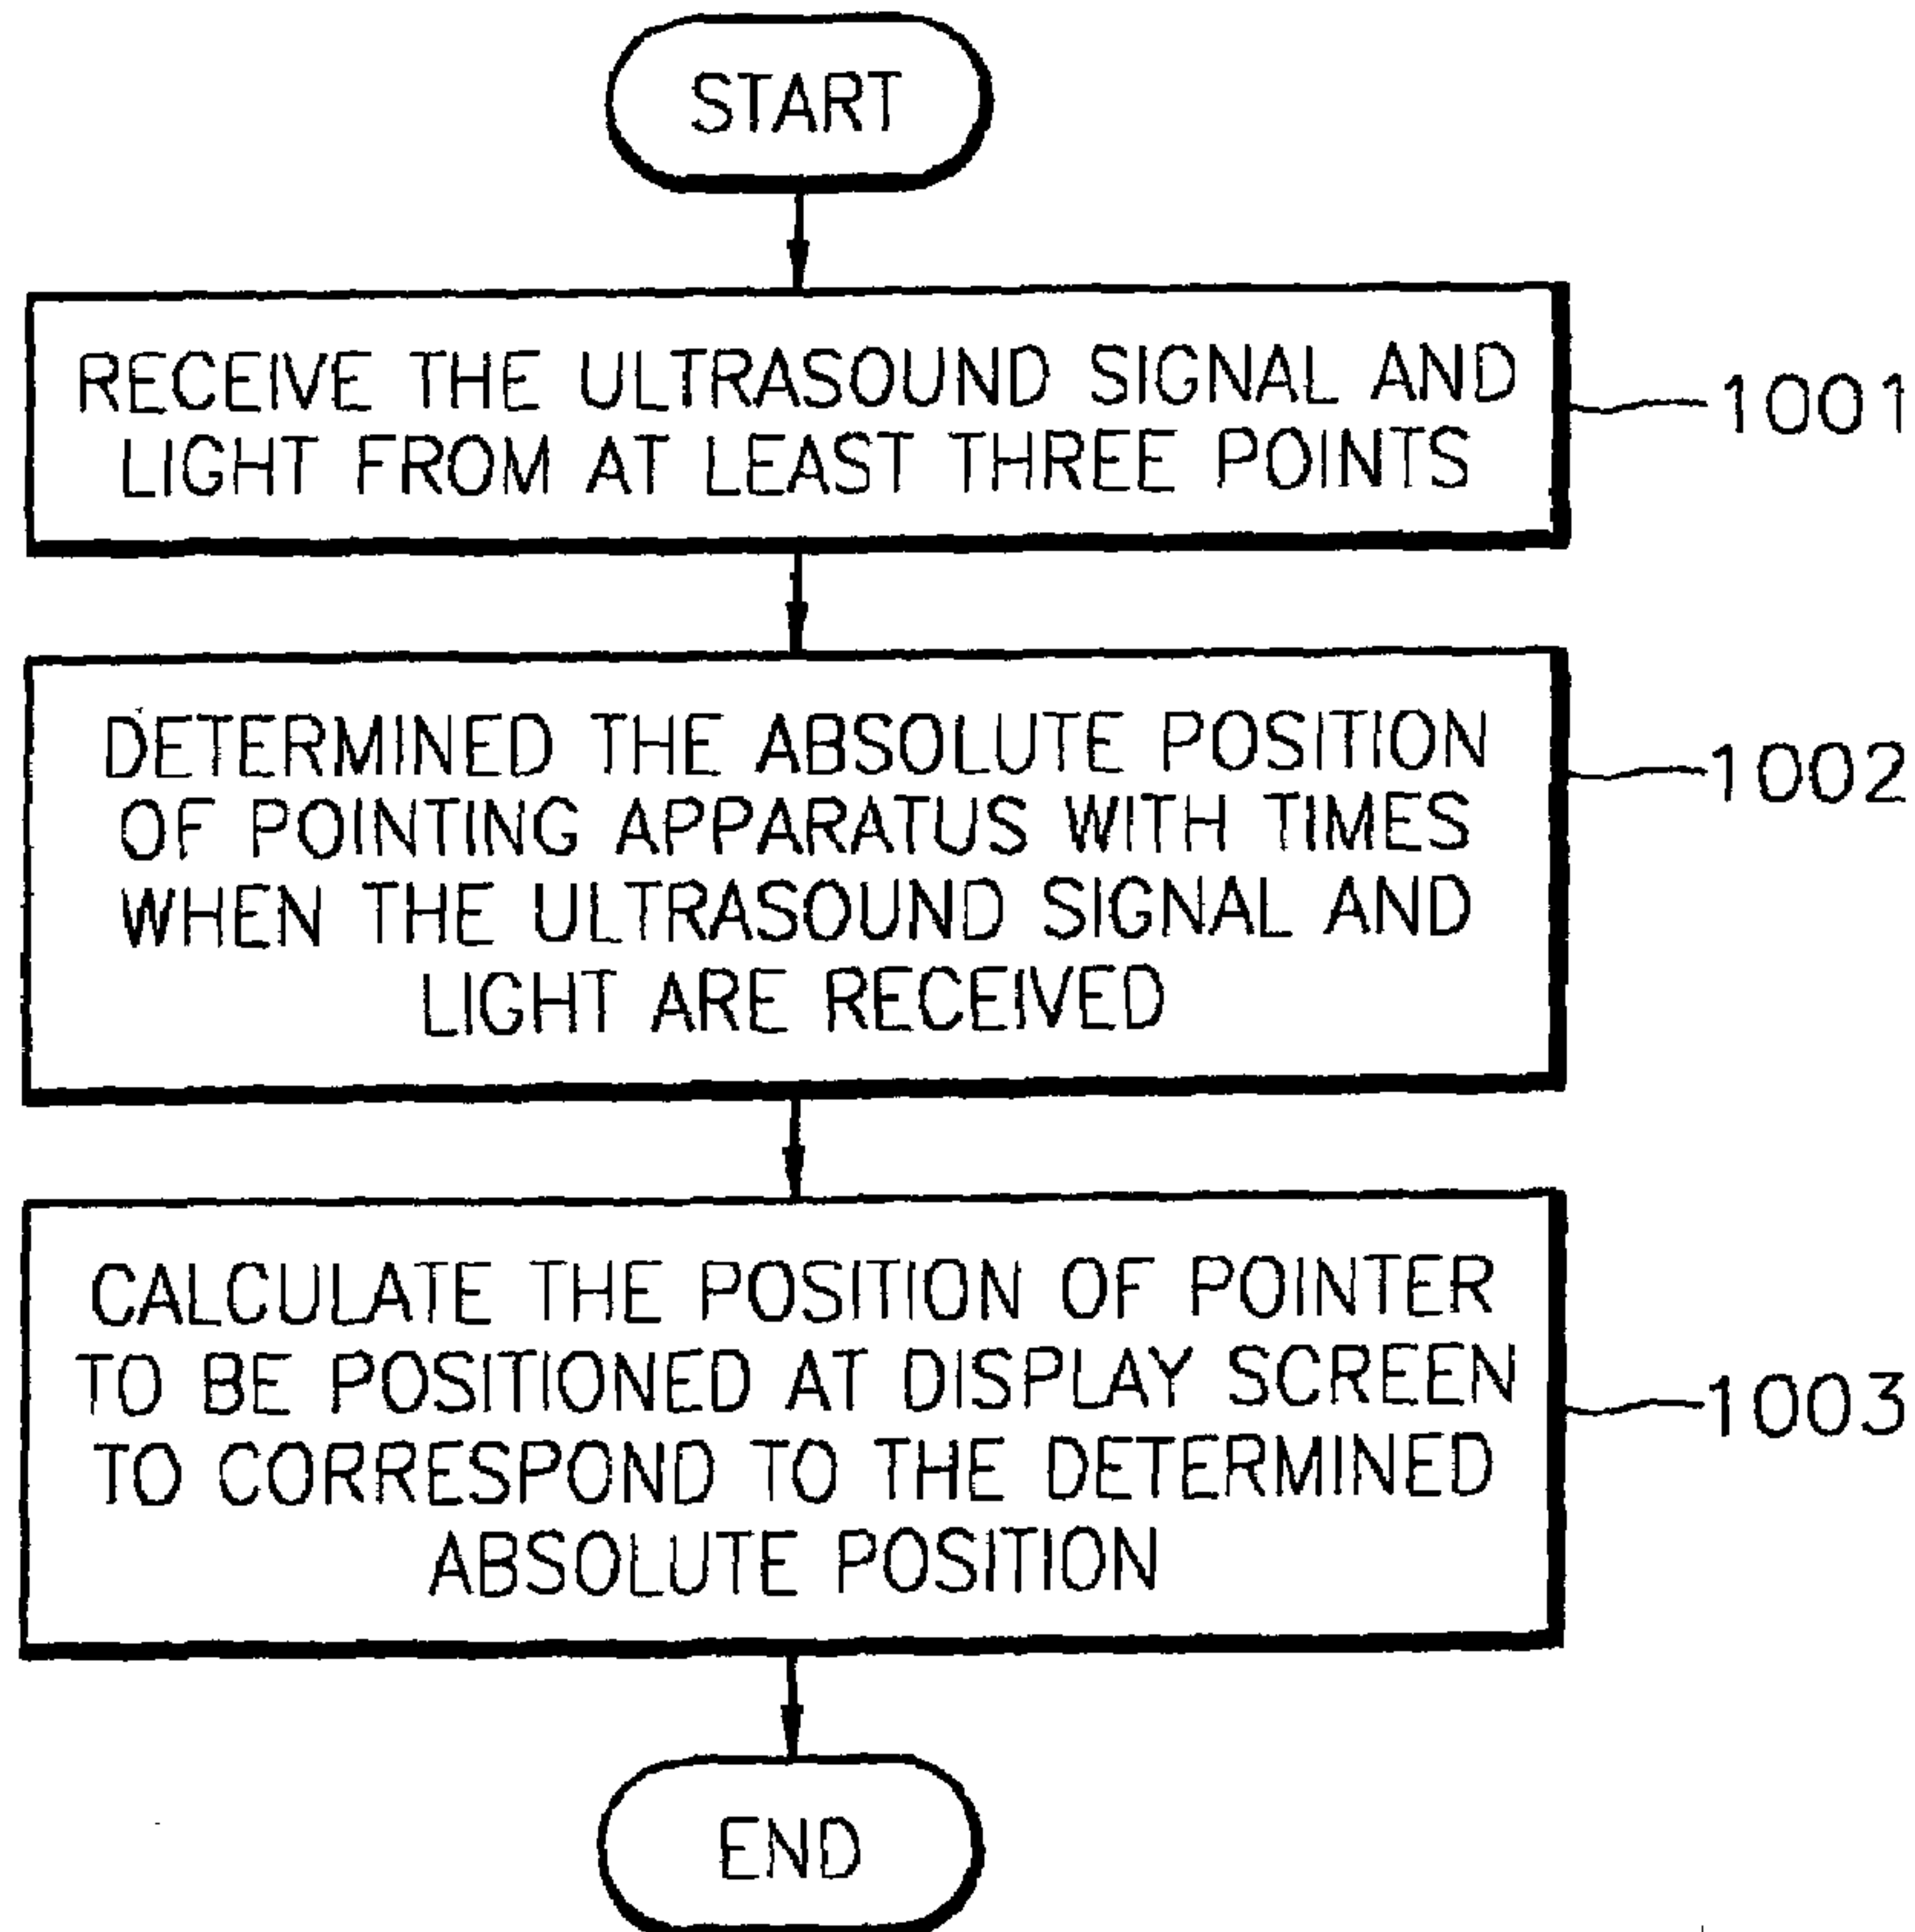 START
RECEIVE THE ULTRASOUND SIGNAL AND
LIGHT FROM AT LEAST THREE POINTS
1001
DETERMINED THE ABSOLUTE POSITION
OF POINTING APPARATUS WITH TIMES
WHEN THE ULTRASOUND SIGNAL AND
LIGHT ARE RECEIVED
1002
CALCULATE THE POSITION OF POINTER
TO BE POSITIONED AT DISPLAY SCREEN
TO CORRESPOND TO THE DETERMINED
ABSOLUTE POSITION
1003
END